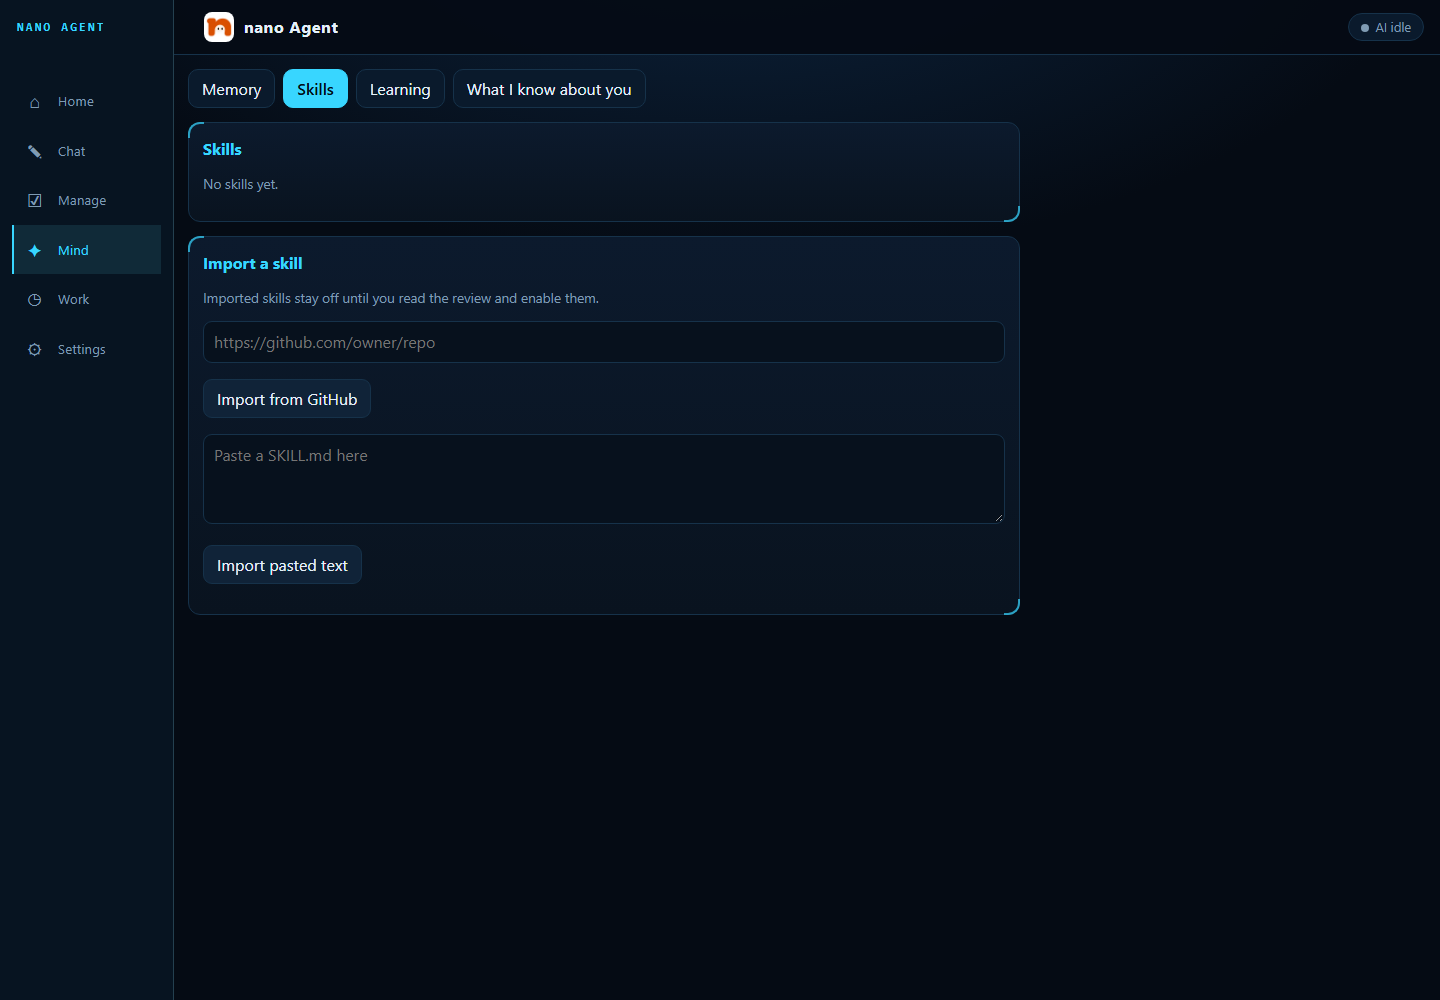 NANO AGENT
nano Agent
AI idle
Home
Chat
Manage
Mind
Work
Settings
Memory
Skills
Learning
What I know about you
Skills
No skills yet.
Import a skill
Imported skills stay off until you read the review and enable them.
https://github.com/owner/repo
Import from GitHub
Paste a SKILL.md here
Import pasted text